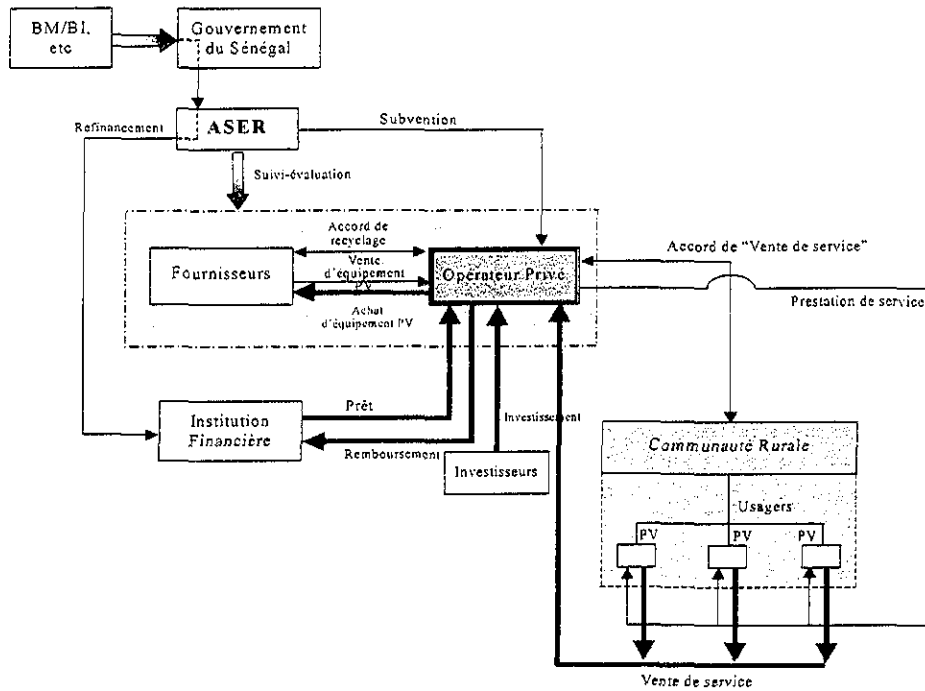 BM/BI,
etc
Gouvernement
du Sénégal
Refinancement
ASER
Subvention
Suivi-évaluation
Accord de
recyclage
Fournisseurs
Vente
d'équipement
PV
Opérateur Privé
Accord de "Vente de service"
Achat
d'équipement PV
Prestation de service
Institution
Financière
Prêt
Investissement
Remboursement
Investisseurs
Communauté Rurale
Usagers
PV
PV
PV
Vente de service